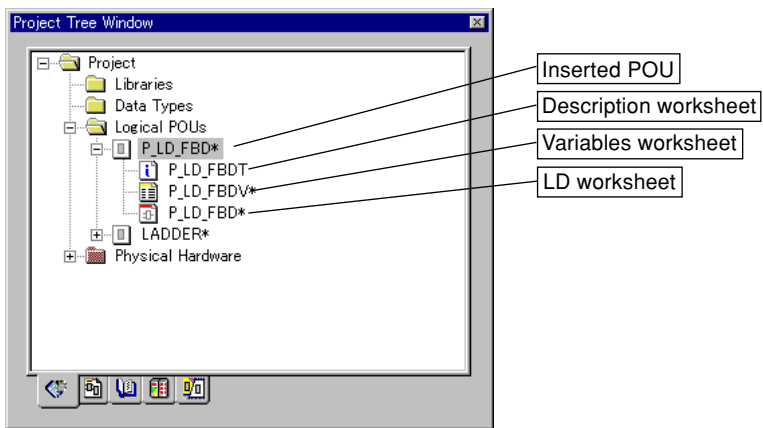 Project Tree Window
Project
Libraries
Data Types
Logical POUs
P_LD_FBD*
P_LD_FBDT
P_LD_FBDV*
P_LD_FBD*
LADDER*
Physical Hardware
Inserted POU
Description worksheet
Variables worksheet
LD worksheet